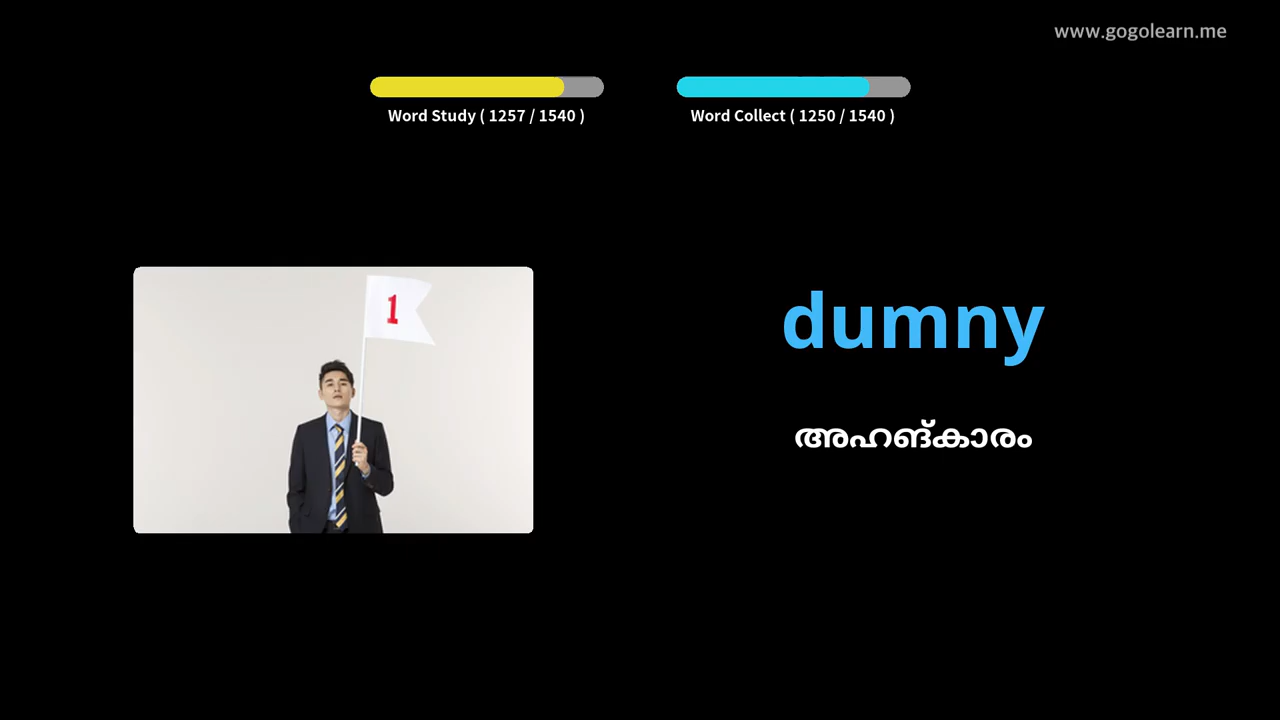 www.gogolearn.me
Word Study ( 1257 / 1540 )
Word Collect ( 1250 / 1540 )
1
dumny
അഹങ്കാരം